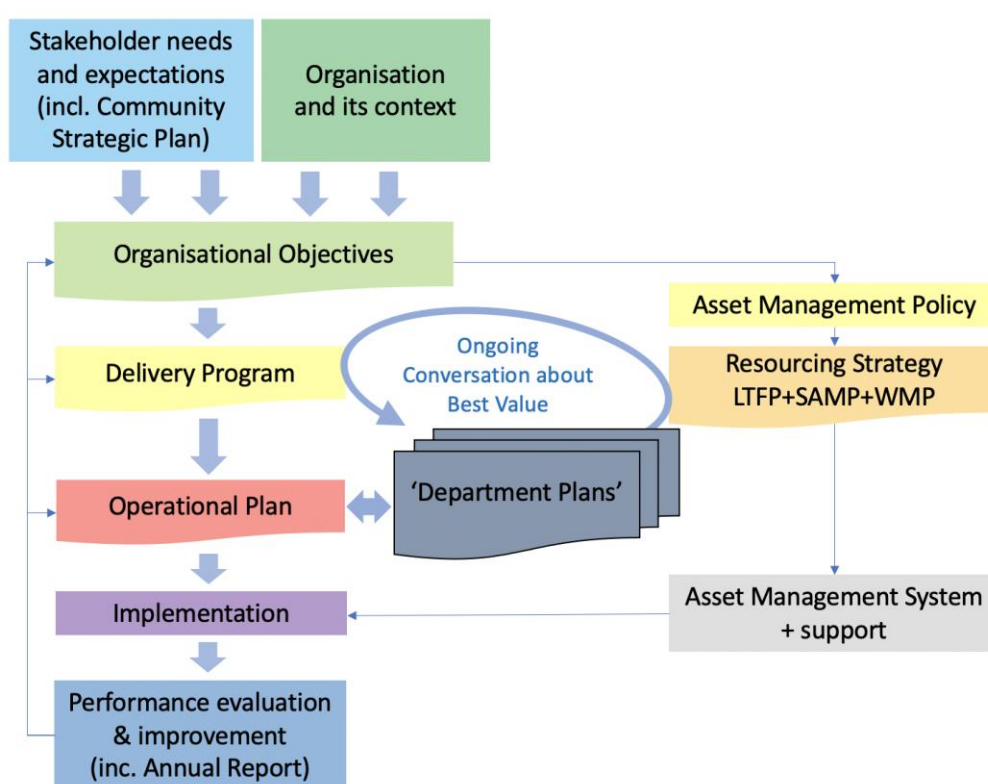 Stakeholder needs
and expectations
(incl. Community
Strategic Plan)
Organisation
and its context
Organisational Objectives
Asset Management Policy
Delivery Program
Ongoing
Conversation about
Best Value
Resourcing Strategy
LTFP+SAMP+WMP
Operational Plan
‘Department Plans’
Implementation
Asset Management System
+ support
Performance evaluation
& improvement
(inc. Annual Report)